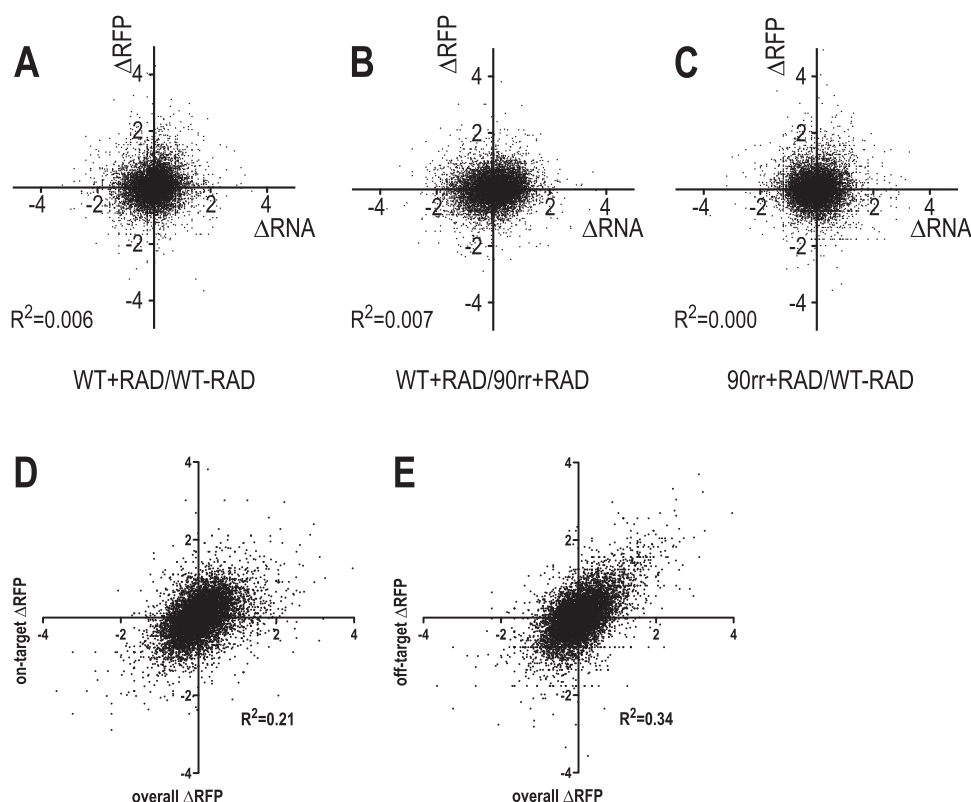 A
ΔRFP
4
2
-4
-2
2
4
ΔRNA
-2
-4
R²=0.006
WT+RAD/WT-RAD
B
ΔRFP
4
2
-4
-2
2
4
ΔRNA
-2
-4
R²=0.007
WT+RAD/90rr+RAD
C
ΔRFP
4
2
-4
-2
2
4
ΔRNA
-2
-4
R²=0.000
90rr+RAD/WT-RAD
D
on-target ΔRFP
4
2
-4
-2
2
4
-2
-4
R²=0.21
overall ΔRFP
E
off-target ΔRFP
4
2
-4
-2
2
4
-2
-4
R²=0.34
overall ΔRFP